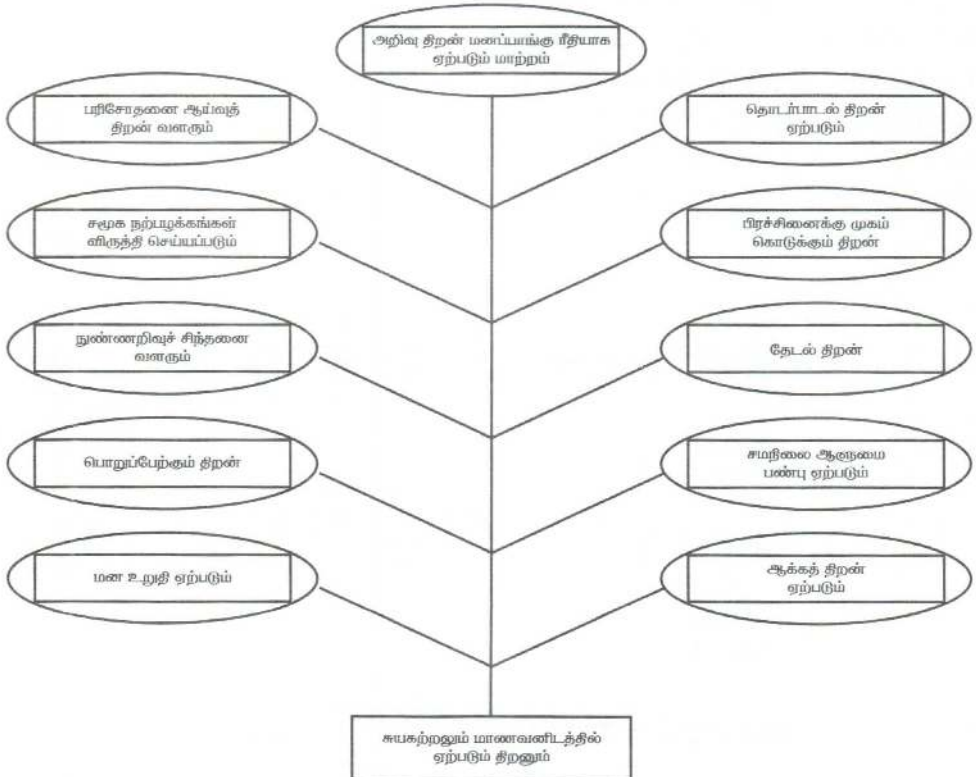 அறிவு திறன் மனப்பாங்கு ரீதியாக
ஏற்படும் மாற்றம்
பரிசோதனை ஆய்வுத்
திறன் வளரும்
தொடர்பாடல் திறன்
ஏற்படும்
சமூக நற்பழக்கங்கள்
விருத்தி செய்யப்படும்
பிரச்சினைக்கு முகம்
கொடுக்கும் திறன்
நுண்ணறிவுச் சிந்தனை
வளரும்
தேடல் திறன்
பொறுப்பேற்கும் திறன்
சமநிலை ஆளுமை
பண்பு ஏற்படும்
மன உறுதி ஏற்படும்
ஆக்கத் திறன்
ஏற்படும்
சுயகற்றலும் மாணவனிடத்தில்
ஏற்படும் திறனும்